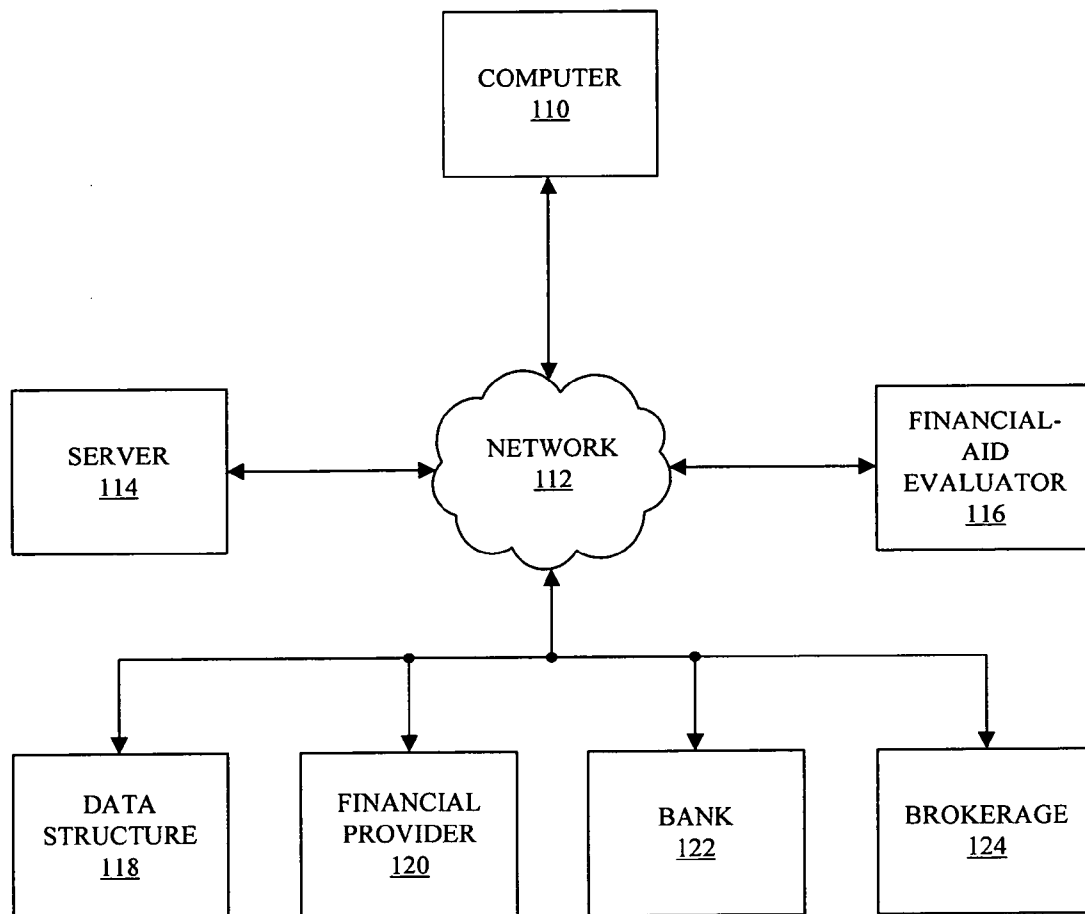 COMPUTER
110
SERVER
114
NETWORK
112
FINANCIAL-
AID
EVALUATOR
116
DATA
STRUCTURE
118
FINANCIAL
PROVIDER
120
BANK
122
BROKERAGE
124